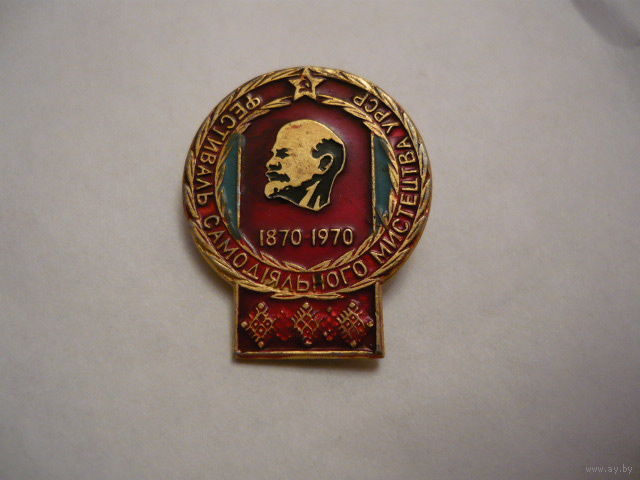 ФЕСТИВАЛЬ САМОДІЯЛЬНОГО МИСТЕЦТВА УРСР
1870-1970
www.ay.by